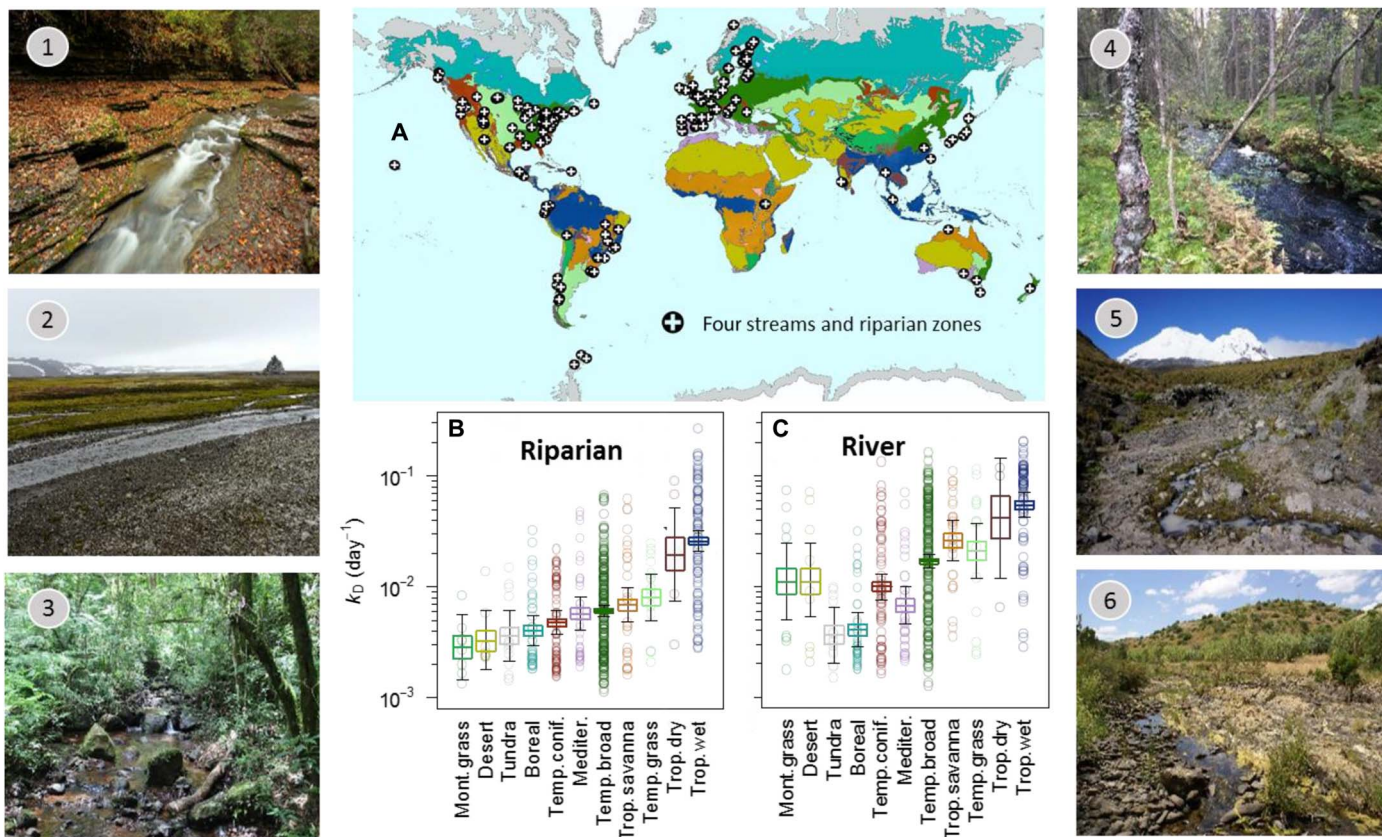 1
2
3
A
Four streams and riparian zones
4
5
6
B
Riparian
C
River
k_D (day⁻¹)
10⁻¹
10⁻²
10⁻³
Mont.grass
Desert
Tundra
Boreal
Temp.conif.
Mediter.
Temp.broad
Trop.savanna
Temp.grass
Trop.dry
Trop.wet
Mont.grass
Desert
Tundra
Boreal
Temp.conif.
Mediter.
Temp.broad
Trop.savanna
Temp.grass
Trop.dry
Trop.wet